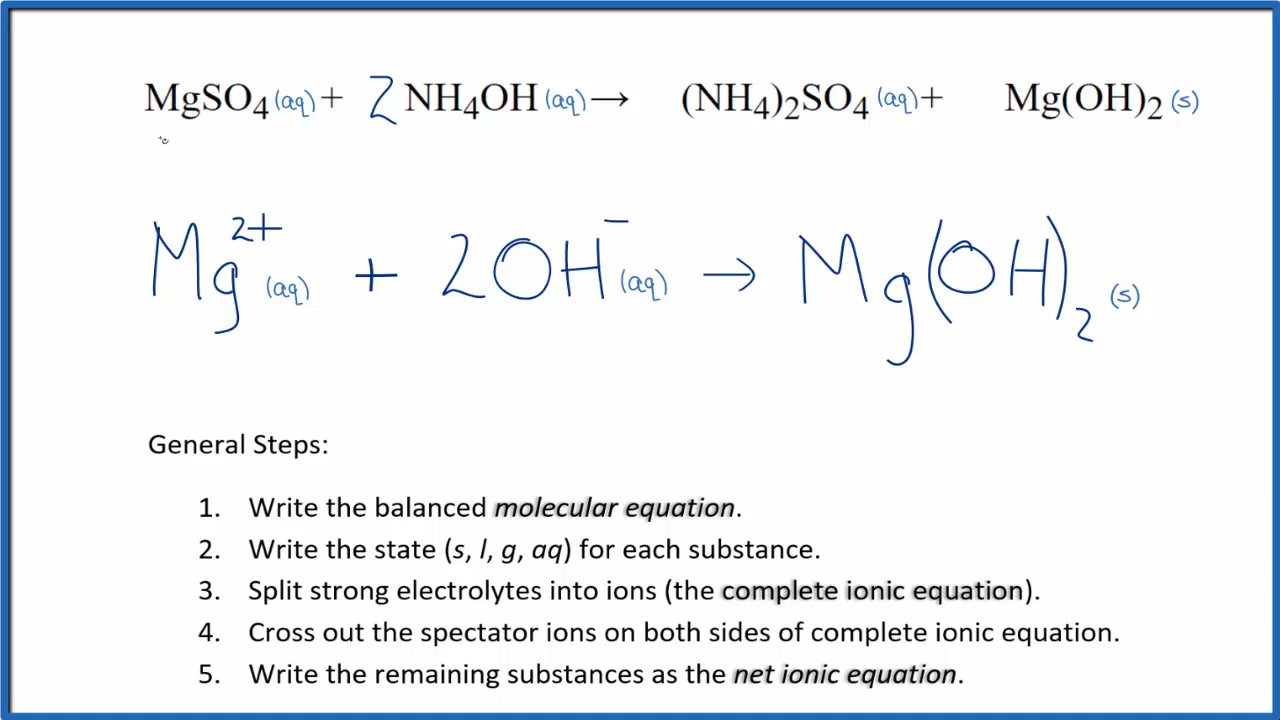 MgSO4 (aq) + 2 NH4OH (aq) → (NH4)2SO4 (aq) + Mg(OH)2 (s)
Mg2+ (aq) + 2OH− (aq) → Mg(OH)2 (s)
General Steps:
1. Write the balanced molecular equation.
2. Write the state (s, l, g, aq) for each substance.
3. Split strong electrolytes into ions (the complete ionic equation).
4. Cross out the spectator ions on both sides of complete ionic equation.
5. Write the remaining substances as the net ionic equation.